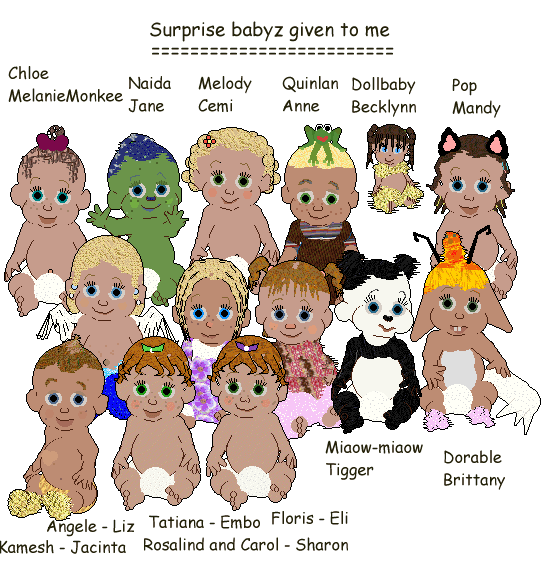 Surprise babyz given to me
=========================
Chloe
MelanieMonkee
Naida
Jane
Melody
Cemi
Quinlan
Anne
Dollbaby
Becklynn
Pop
Mandy
Miaow-miaow
Tigger
Dorable
Brittany
Angele - Liz
Tatiana - Embo
Floris - Eli
Kamesh - Jacinta
Rosalind and Carol - Sharon